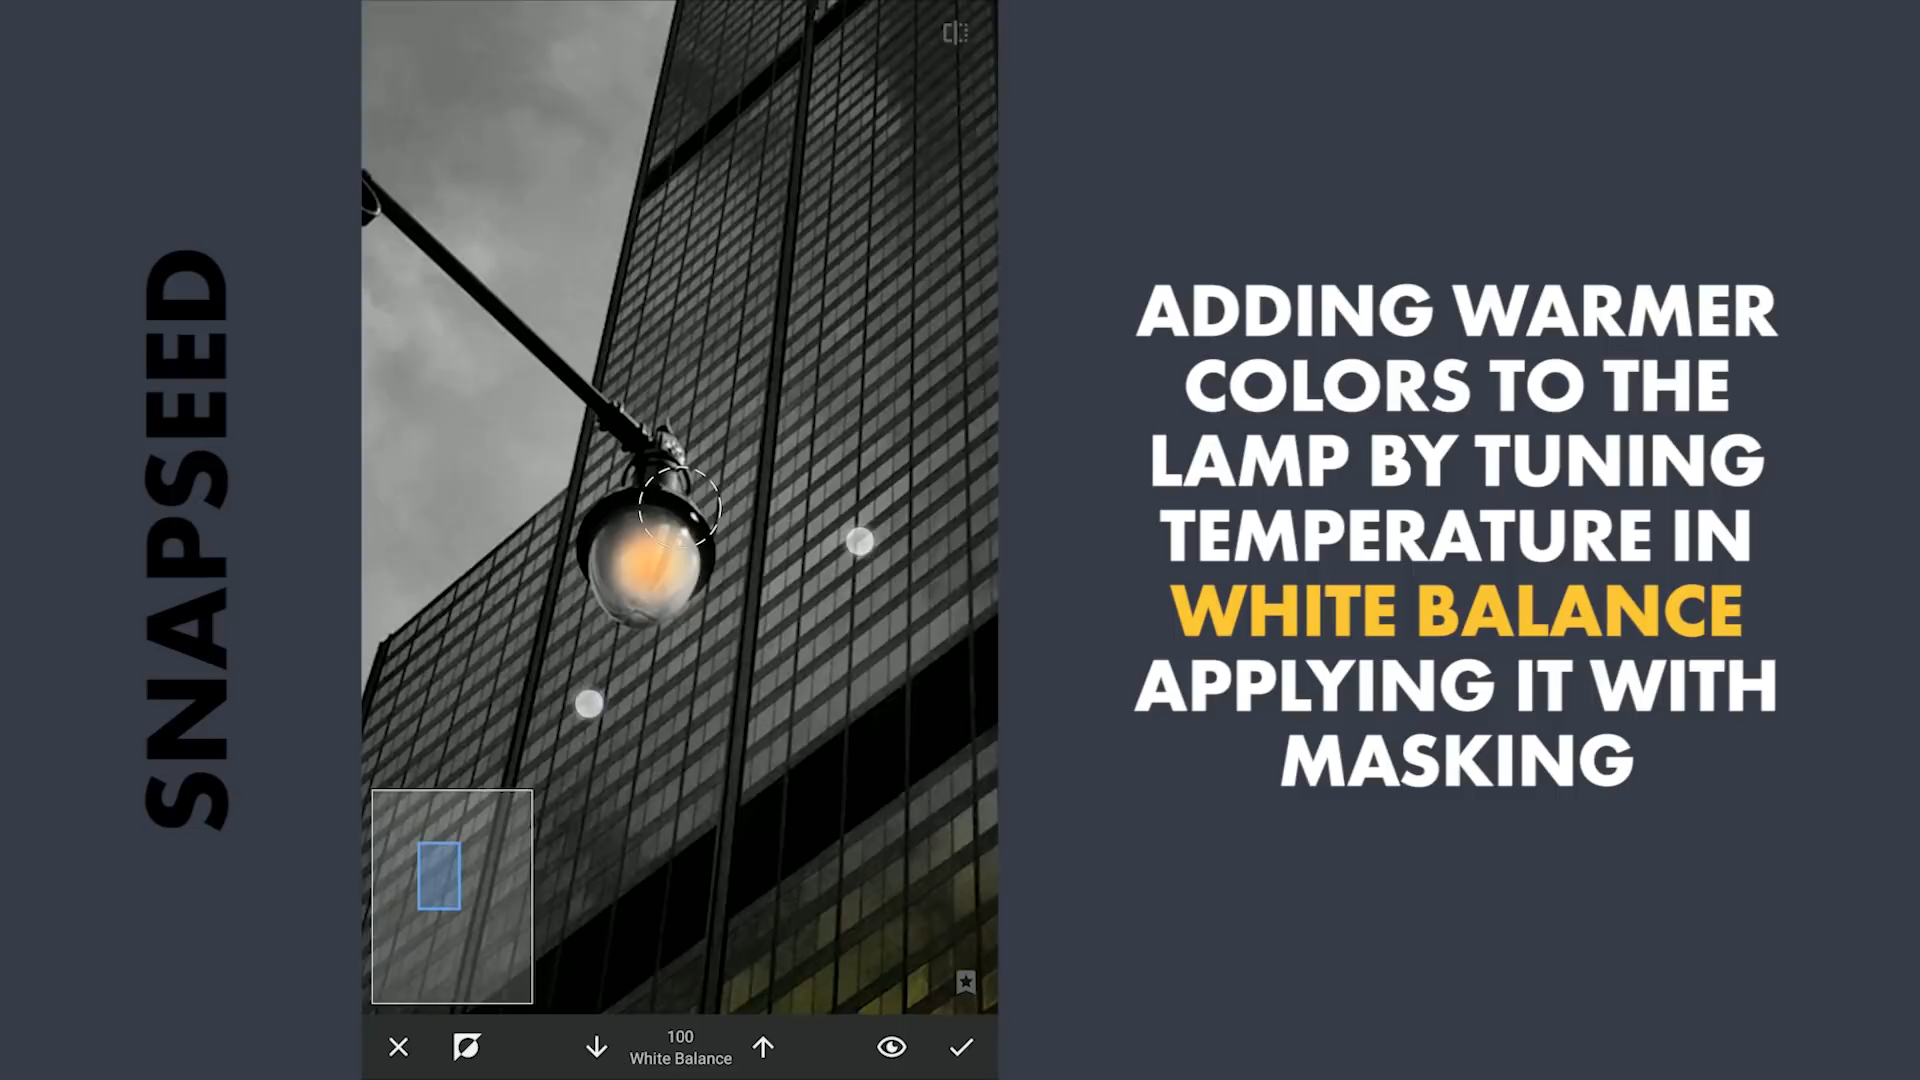 SNAPSEED
ADDING WARMER
COLORS TO THE
LAMP BY TUNING
TEMPERATURE IN
WHITE BALANCE
APPLYING IT WITH
MASKING
100
White Balance